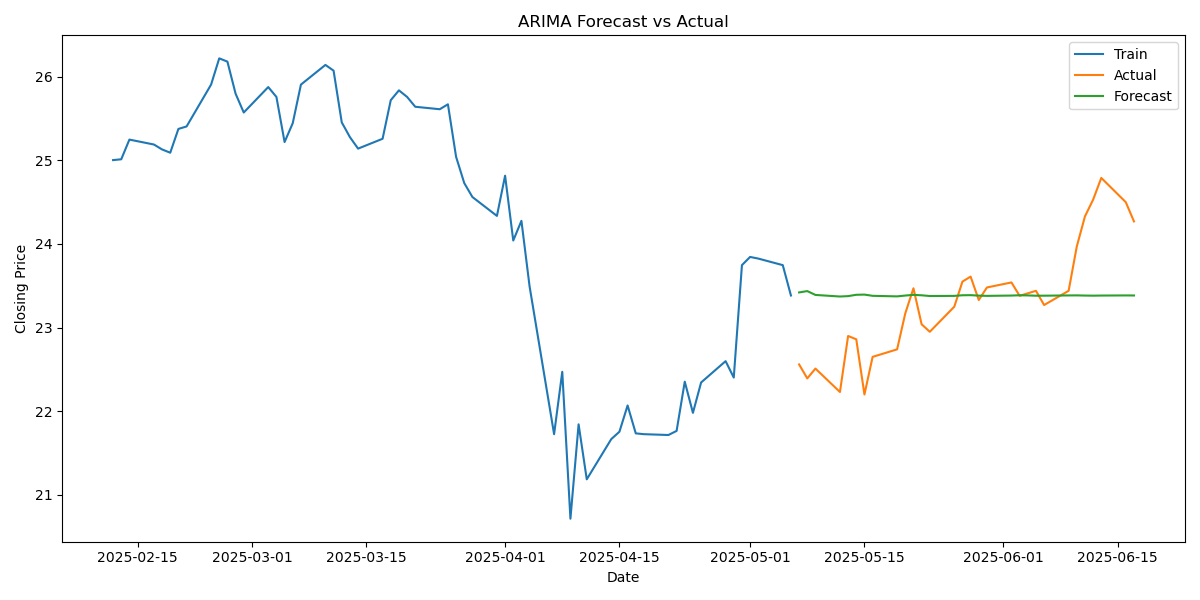 ARIMA Forecast vs Actual
Train
Actual
Forecast
Closing Price
26
25
24
23
22
21
2025-02-15 2025-03-01 2025-03-15 2025-04-01 2025-04-15 2025-05-01 2025-05-15 2025-06-01 2025-06-15
Date